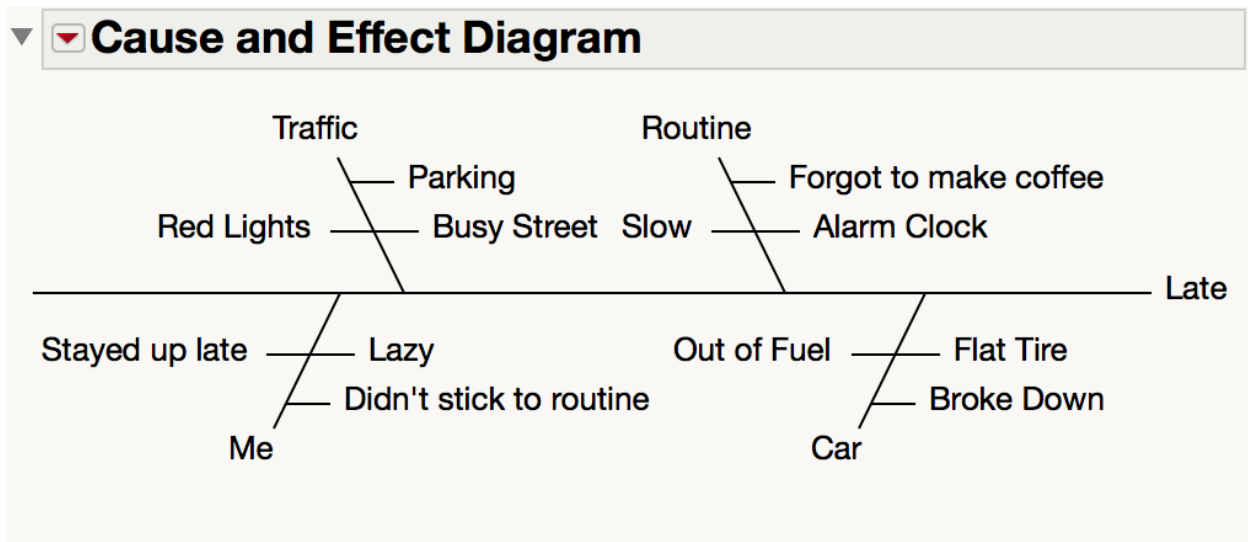 Cause and Effect Diagram
Traffic
Routine
Parking
Forgot to make coffee
Red Lights
Busy Street
Slow
Alarm Clock
Late
Stayed up late
Lazy
Out of Fuel
Flat Tire
Didn't stick to routine
Broke Down
Me
Car